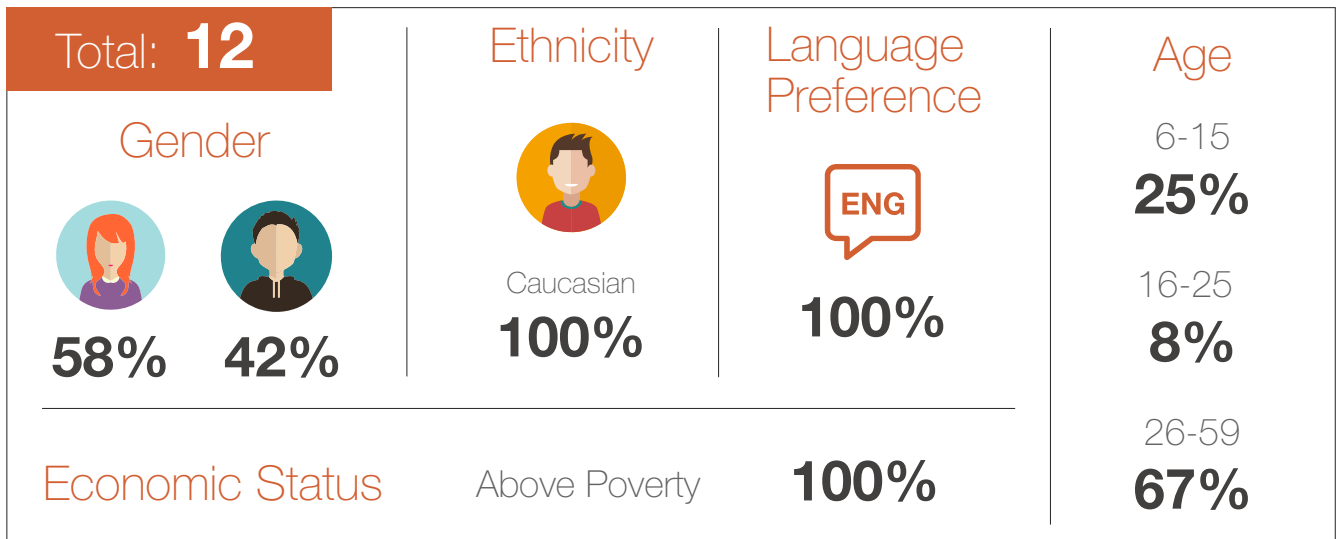 Total: 12
Gender
58% 42%
Ethnicity
Caucasian
100%
Language
Preference
ENG
100%
Age
6-15
25%
16-25
8%
26-59
67%
Economic Status Above Poverty 100%